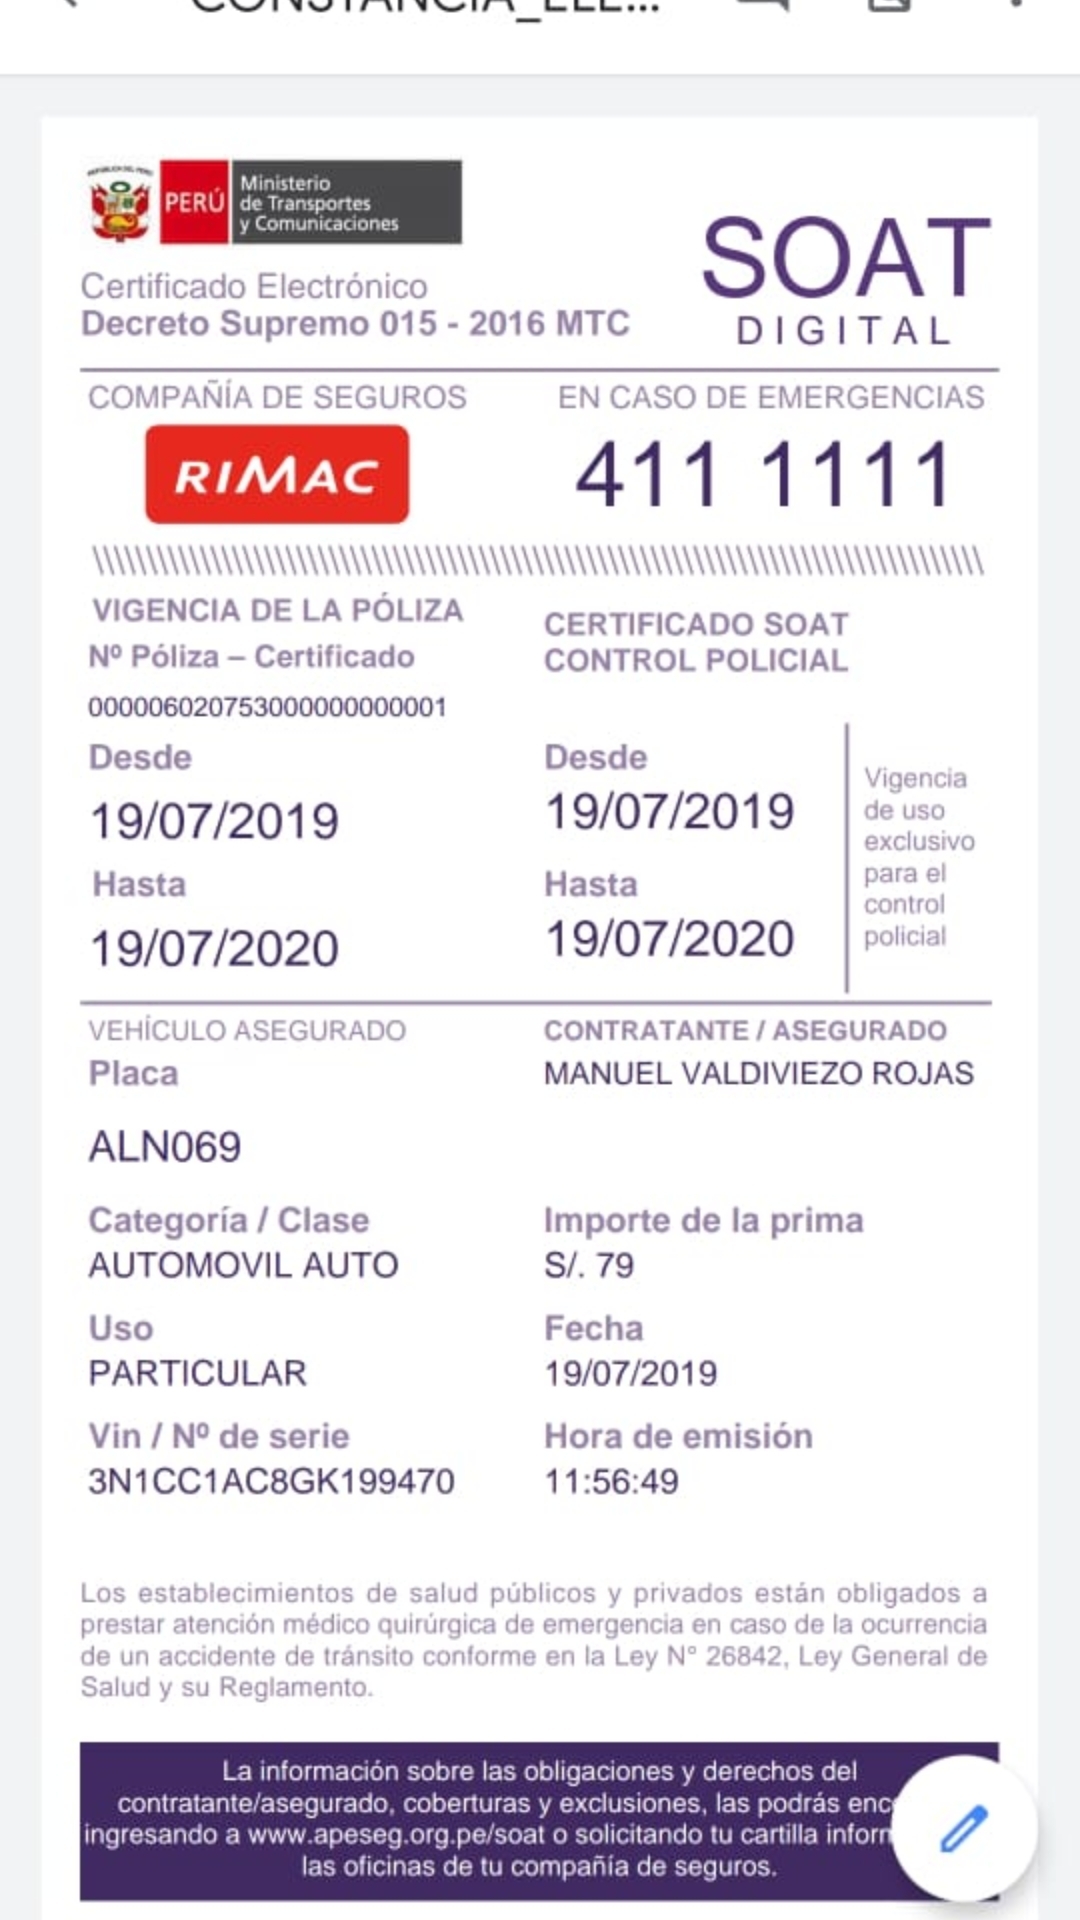 CONSTANCIA_ELE...
PERÚ
Ministerio
de Transportes
y Comunicaciones
Certificado Electrónico
Decreto Supremo 015 - 2016 MTC
SOAT
DIGITAL
COMPAÑÍA DE SEGUROS
RIMAC
EN CASO DE EMERGENCIAS
411 1111
VIGENCIA DE LA PÓLIZA
Nº Póliza – Certificado
000006020753000000000001
Desde
19/07/2019
Hasta
19/07/2020
CERTIFICADO SOAT
CONTROL POLICIAL
Desde
19/07/2019
Hasta
19/07/2020
Vigencia
de uso
exclusivo
para el
control
policial
VEHÍCULO ASEGURADO
Placa
ALN069
CONTRATANTE / ASEGURADO
MANUEL VALDIVIEZO ROJAS
Categoría / Clase
AUTOMOVIL AUTO
Importe de la prima
S/. 79
Uso
PARTICULAR
Fecha
19/07/2019
Vin / Nº de serie
3N1CC1AC8GK199470
Hora de emisión
11:56:49
Los establecimientos de salud públicos y privados están obligados a
prestar atención médico quirúrgica de emergencia en caso de la ocurrencia
de un accidente de tránsito conforme en la Ley N° 26842, Ley General de
Salud y su Reglamento.
La información sobre las obligaciones y derechos del
contratante/asegurado, coberturas y exclusiones, las podrás enc
ingresando a www.apeseg.org.pe/soat o solicitando tu cartilla inform
las oficinas de tu compañía de seguros.